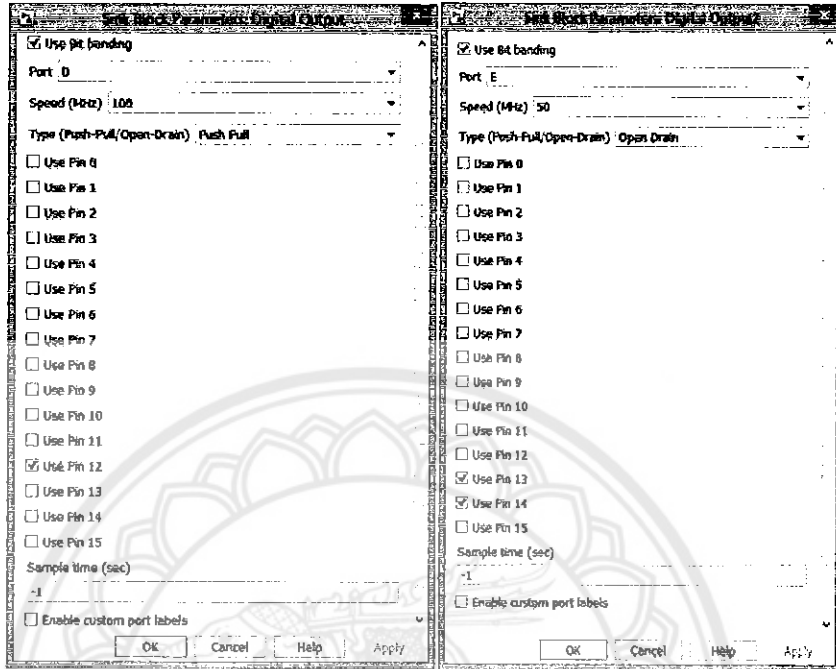 Sink Block Parameters: Digital Output
Use Bit banding
Port D
Speed (MHz) 100
Type (Push-Pull/Open-Drain) Push Pull
Use Pin 0
Use Pin 1
Use Pin 2
Use Pin 3
Use Pin 4
Use Pin 5
Use Pin 6
Use Pin 7
Use Pin 8
Use Pin 9
Use Pin 10
Use Pin 11
Use Pin 12
Use Pin 13
Use Pin 14
Use Pin 15
Sample time (sec)
-1
Enable custom port labels
OK Cancel Help Apply
Sink Block Parameters: Digital Output2
Use Bit banding
Port E
Speed (MHz) 50
Type (Push-Pull/Open-Drain) Open Drain
Use Pin 0
Use Pin 1
Use Pin 2
Use Pin 3
Use Pin 4
Use Pin 5
Use Pin 6
Use Pin 7
Use Pin 8
Use Pin 9
Use Pin 10
Use Pin 11
Use Pin 12
Use Pin 13
Use Pin 14
Use Pin 15
Sample time (sec)
-1
Enable custom port labels
OK Cancel Help Apply